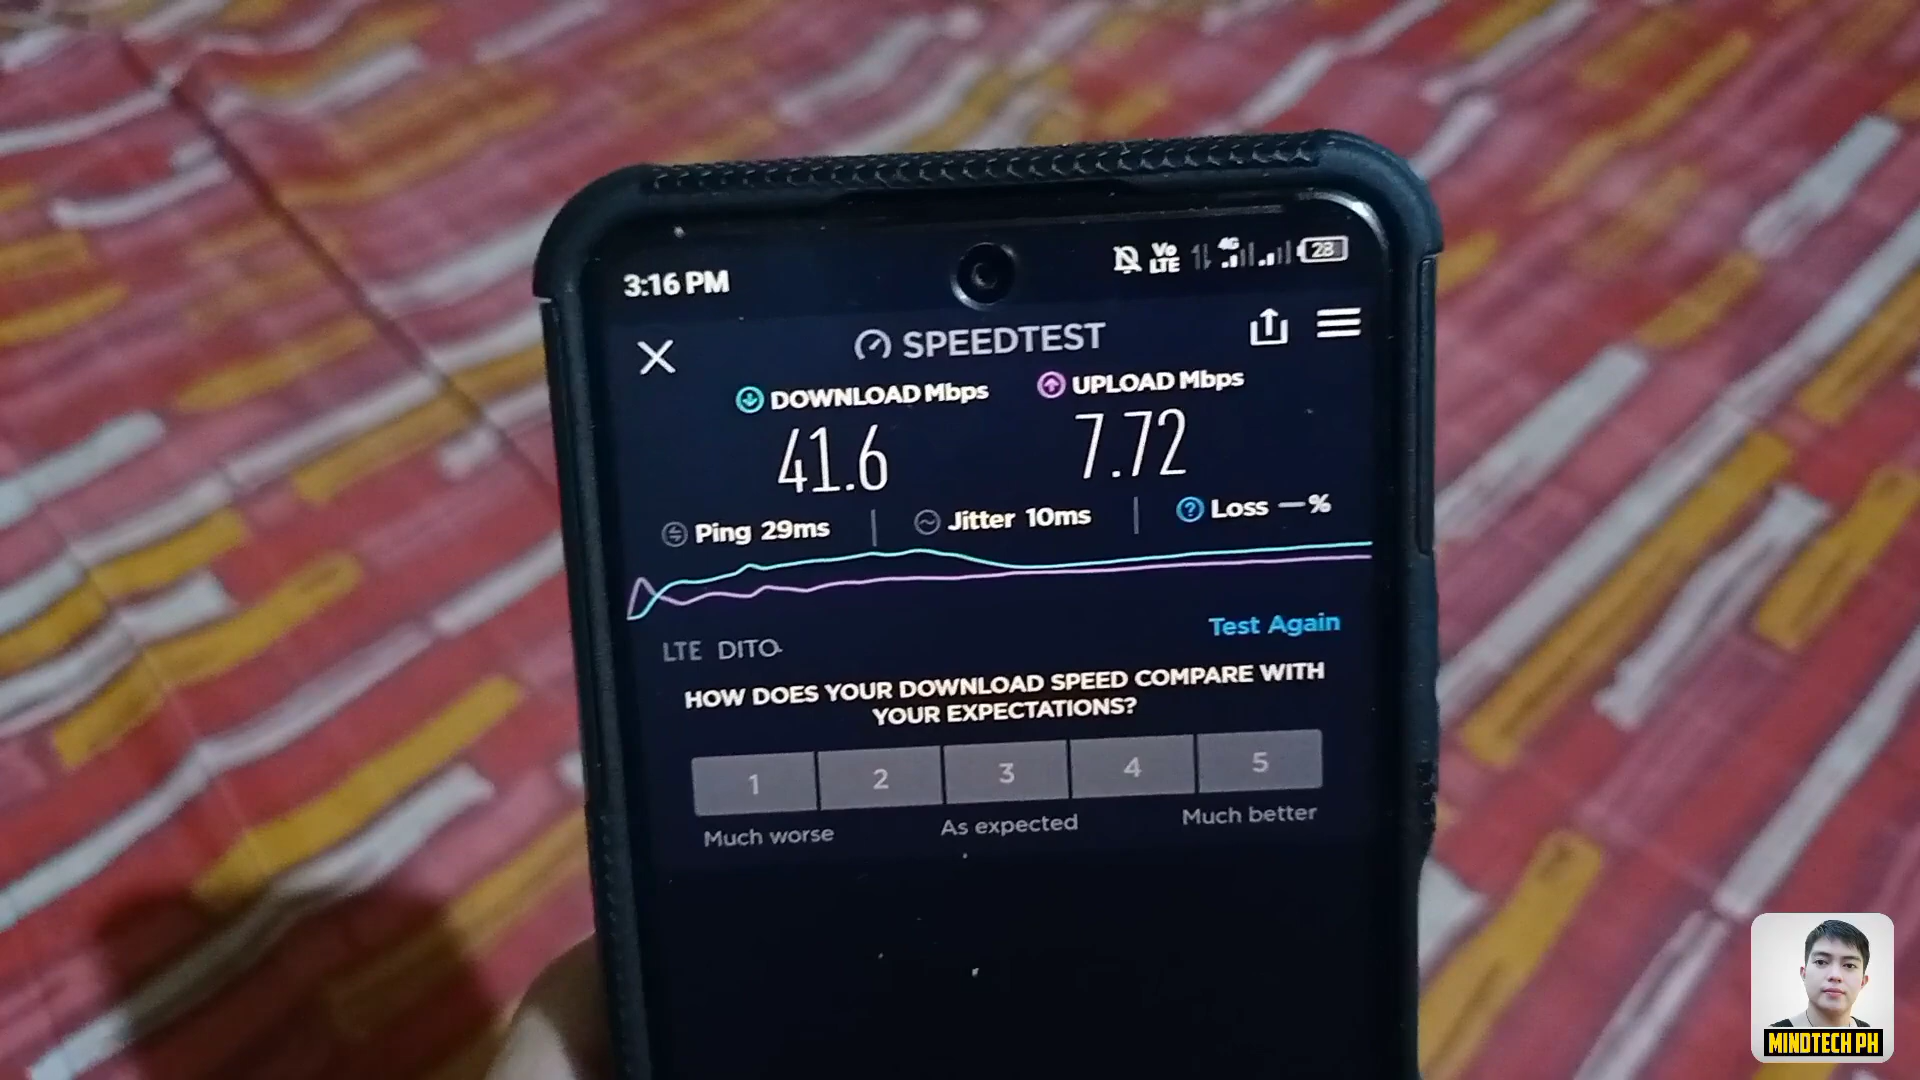 3:16 PM
Vo LTE 4G 28
SPEEDTEST
DOWNLOAD Mbps UPLOAD Mbps
41.6 7.72
Ping 29ms Jitter 10ms Loss —%
LTE DITO
Test Again
HOW DOES YOUR DOWNLOAD SPEED COMPARE WITH
YOUR EXPECTATIONS?
1 2 3 4 5
Much worse As expected Much better
MINDTECH PH